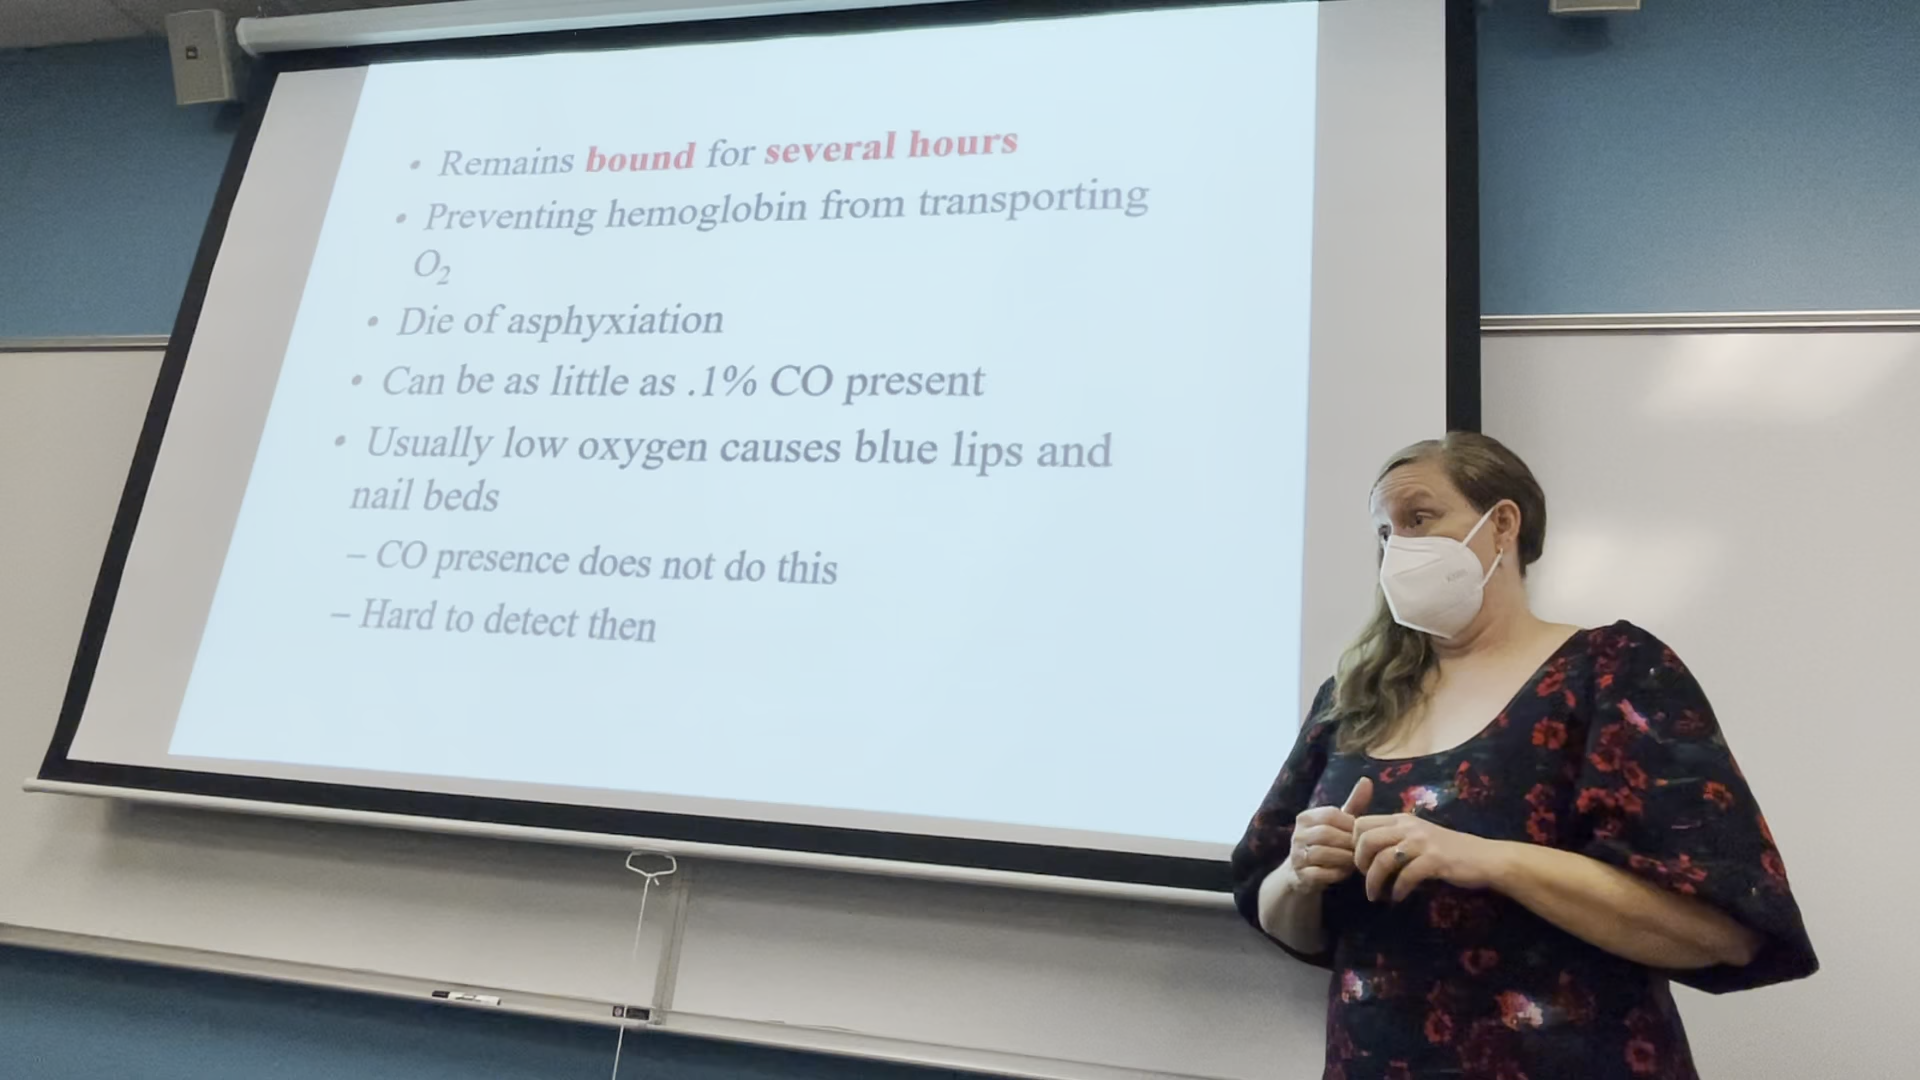 • Remains bound for several hours
• Preventing hemoglobin from transporting
O₂
• Die of asphyxiation
• Can be as little as .1% CO present
• Usually low oxygen causes blue lips and
nail beds
– CO presence does not do this
– Hard to detect then